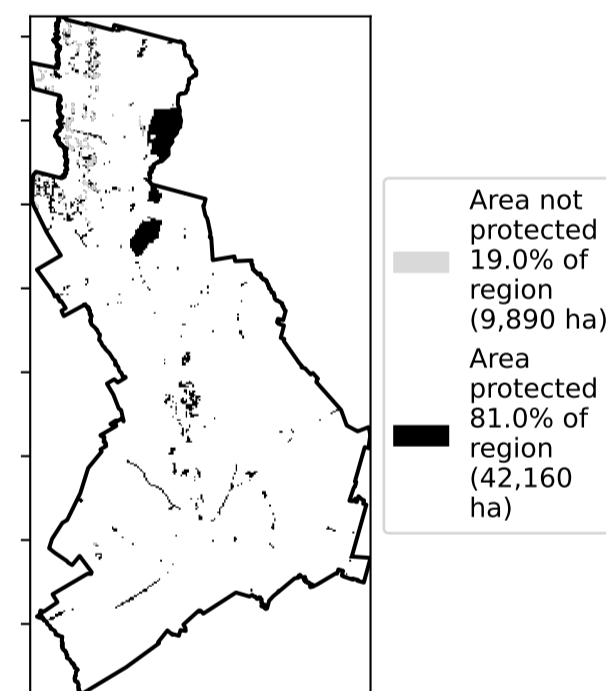 Area not
protected
19.0% of
region
(9,890 ha)
Area
protected
81.0% of
region
(42,160
ha)